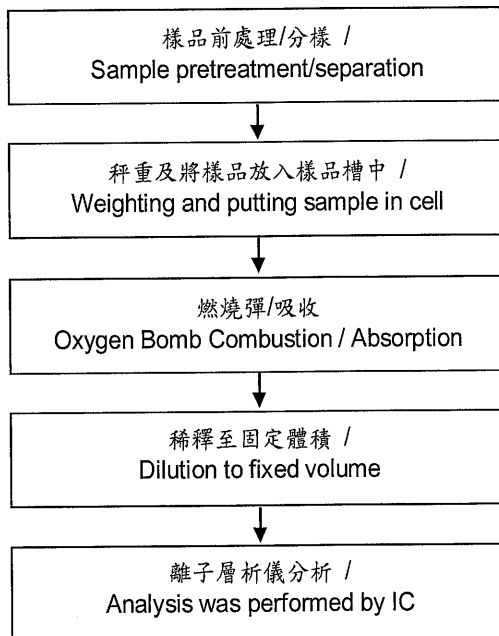 樣品前處理/分樣 /
Sample pretreatment/separation
秤重及將樣品放入樣品槽中 /
Weighting and putting sample in cell
燃燒彈/吸收
Oxygen Bomb Combustion / Absorption
稀釋至固定體積 /
Dilution to fixed volume
離子層析儀分析 /
Analysis was performed by IC